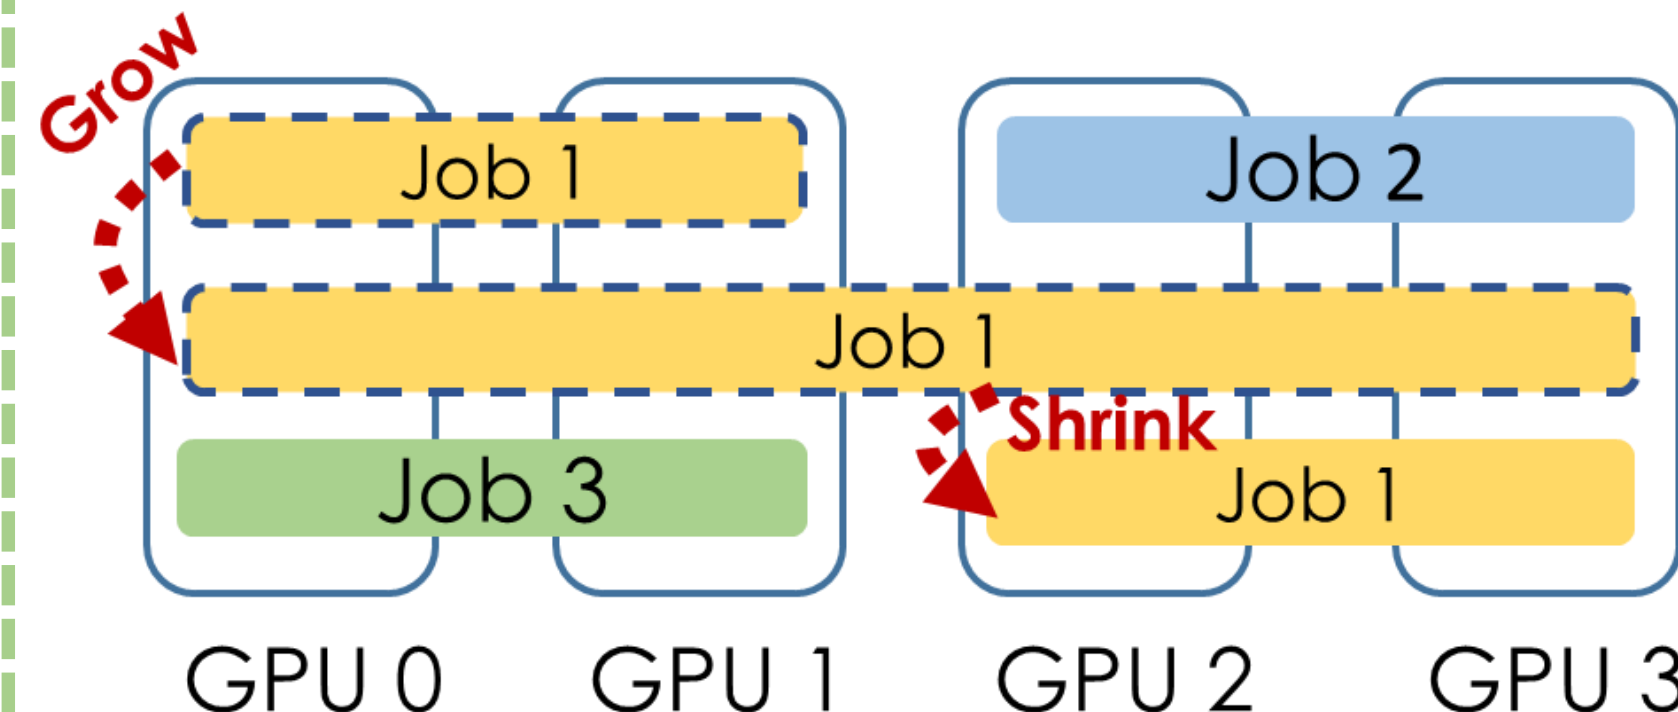 Grow
Job 1
Job 2
Job 1
Shrink
Job 3
Job 1
GPU 0
GPU 1
GPU 2
GPU 3